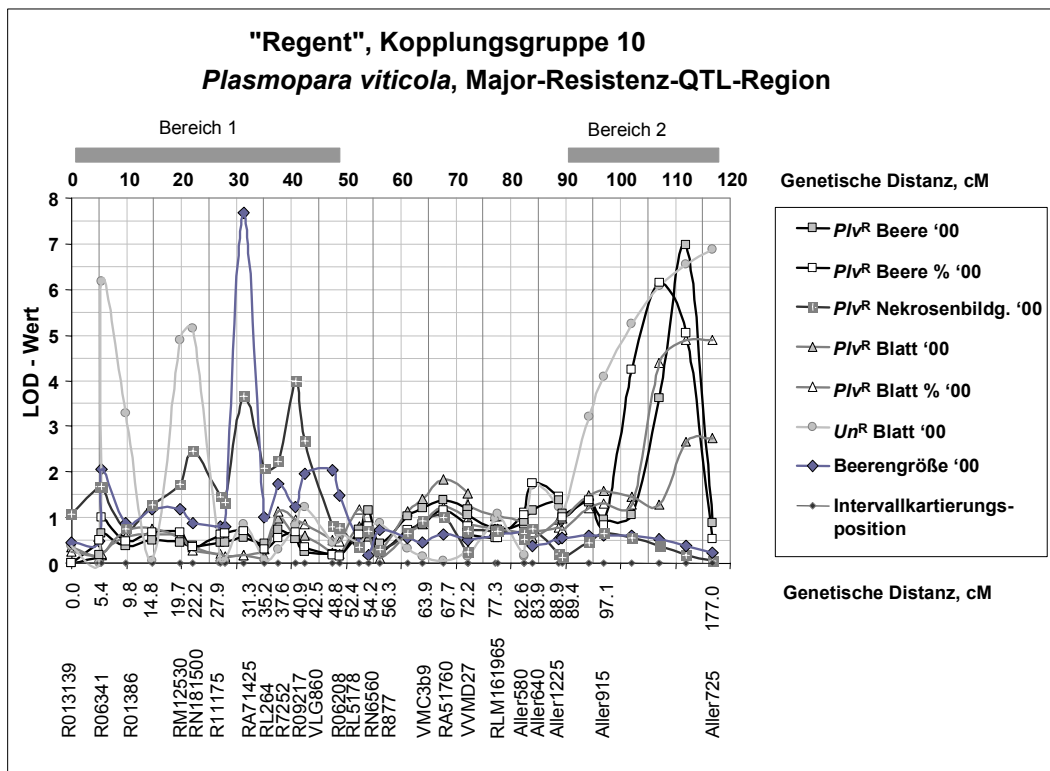 "Regent", Kopplungsgruppe 10
Plasmopara viticola, Major-Resistenz-QTL-Region
Bereich 1
Bereich 2
0 10 20 30 40 50 60 70 80 90 100 110 120
Genetische Distanz, cM
8
7
6
5
4
3
2
1
0
LOD - Wert
PlvR Beere ‘00
PlvR Beere % ‘00
PlvR Nekrosenbildg. ‘00
PlvR Blatt ‘00
PlvR Blatt % ‘00
UnR Blatt ‘00
Beerengröße ‘00
Intervallkartierungs-
position
0.0 5.4 9.8 14.8 19.7 22.2 27.9 31.3 35.2 37.6 40.9 42.5 48.8 52.4 54.2 56.3 63.9 67.7 72.2 77.3 82.6 83.9 88.9 89.4 97.1 177.0
Genetische Distanz, cM
R013139 R06341 R01386 RM12530 RN181500 R11175 RA71425 RL264 R7252 R09217 VLG860 R06208 RL5178 RN6560 R877 VMC3b9 RA51760 VVMD27 RLM161965 Aller580 Aller640 Aller1225 Aller915 Aller725